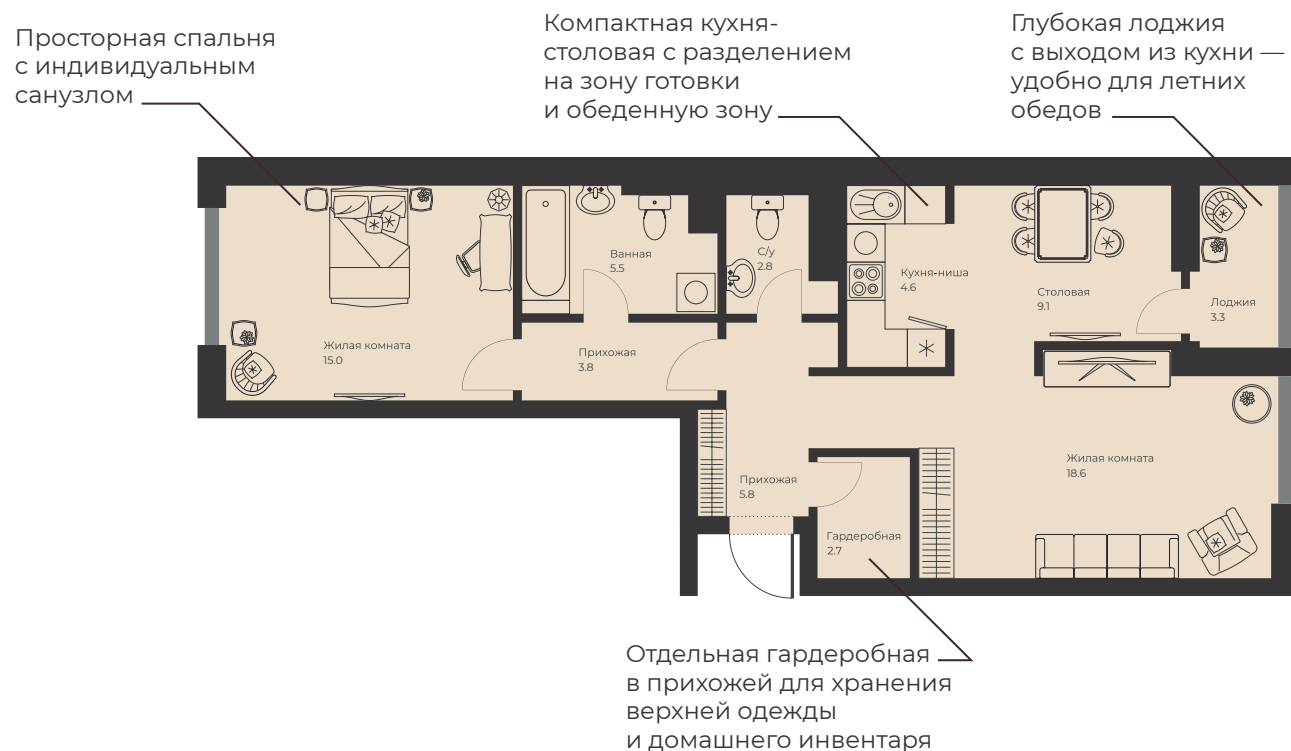 Просторная спальня
с индивидуальным
санузлом
Компактная кухня-
столовая с разделением
на зону готовки
и обеденную зону
Глубокая лоджия
с выходом из кухни —
удобно для летних
обедов
Жилая комната
15.0
Ванная
5.5
Прихожая
3.8
С/у
2.8
Кухня-ниша
4.6
Столовая
9.1
Лоджия
3.3
Прихожая
5.8
Гардеробная
2.7
Жилая комната
18.6
Отдельная гардеробная
в прихожей для хранения
верхней одежды
и домашнего инвентаря